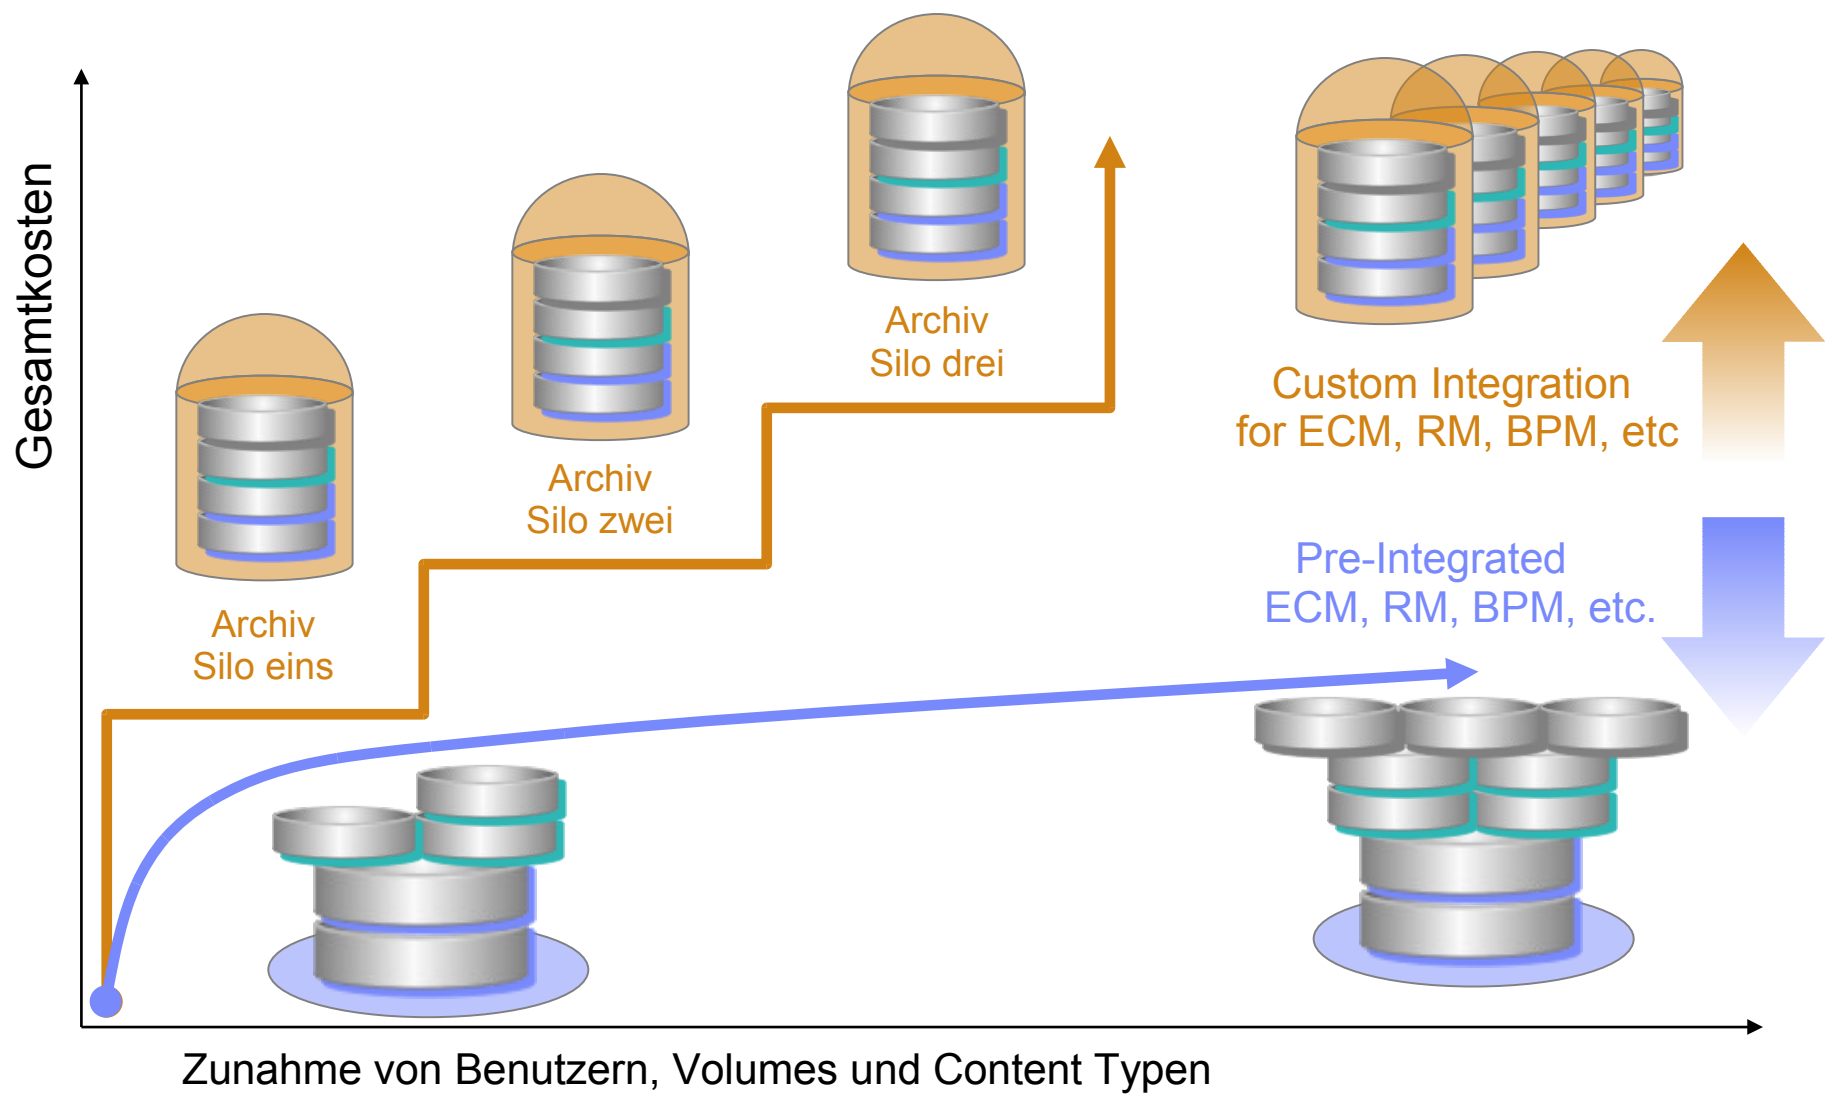 Gesamtkosten
Archiv
Silo eins
Archiv
Silo zwei
Archiv
Silo drei
Custom Integration
for ECM, RM, BPM, etc
Pre-Integrated
ECM, RM, BPM, etc.
Zunahme von Benutzern, Volumes und Content Typen